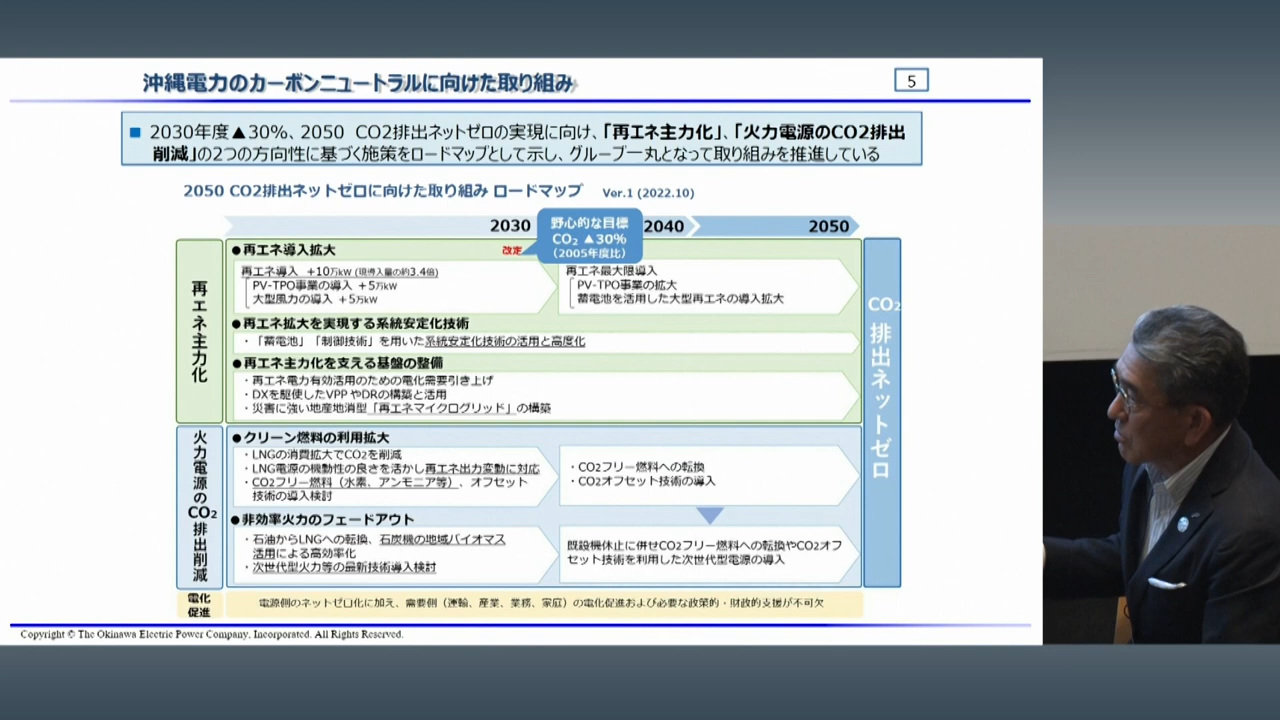 沖縄電力のカーボンニュートラルに向けた取り組み
5
■ 2030年度▲30%、2050 CO2排出ネットゼロの実現に向け、「再エネ主力化」、「火力電源のCO2排出
削減」の2つの方向性に基づく施策をロードマップとして示し、グループ一丸となって取り組みを推進している
2050 CO2排出ネットゼロに向けた取り組み ロードマップ Ver.1 (2022.10)
2030
2040
2050
野心的な目標
CO₂ ▲30%
(2005年度比)
再エネ主力化
●再エネ導入拡大
改定
再エネ導入 +10万kW (現導入量の約3.4倍)
PV-TPO事業の導入 +5万kW
大型風力の導入 +5万kW
再エネ最大限導入
PV-TPO事業の拡大
蓄電池を活用した大型再エネの導入拡大
●再エネ拡大を実現する系統安定化技術
・「蓄電池」「制御技術」を用いた系統安定化技術の活用と高度化
●再エネ主力化を支える基盤の整備
・再エネ電力有効活用のための電化需要引き上げ
・DXを駆使したVPPやDRの構築と活用
・災害に強い地産地消型「再エネマイクログリッド」の構築
火力電源のCO₂排出削減
●クリーン燃料の利用拡大
・LNGの消費拡大でCO₂を削減
・LNG電源の機動性の良さを活かし再エネ出力変動に対応
・CO2フリー燃料（水素、アンモニア等）、オフセット
技術の導入検討
・CO2フリー燃料への転換
・CO2オフセット技術の導入
●非効率火力のフェードアウト
・石油からLNGへの転換、石炭機の地域バイオマス
活用による高効率化
・次世代型火力等の最新技術導入検討
既設機休止に併せCO2フリー燃料への転換やCO2オフ
セット技術を利用した次世代型電源の導入
CO₂排出ネットゼロ
電化
促進
電源側のネットゼロ化に加え、需要側（運輸、産業、業務、家庭）の電化促進および必要な政策的・財政的支援が不可欠
Copyright © The Okinawa Electric Power Company, Incorporated. All Rights Reserved.